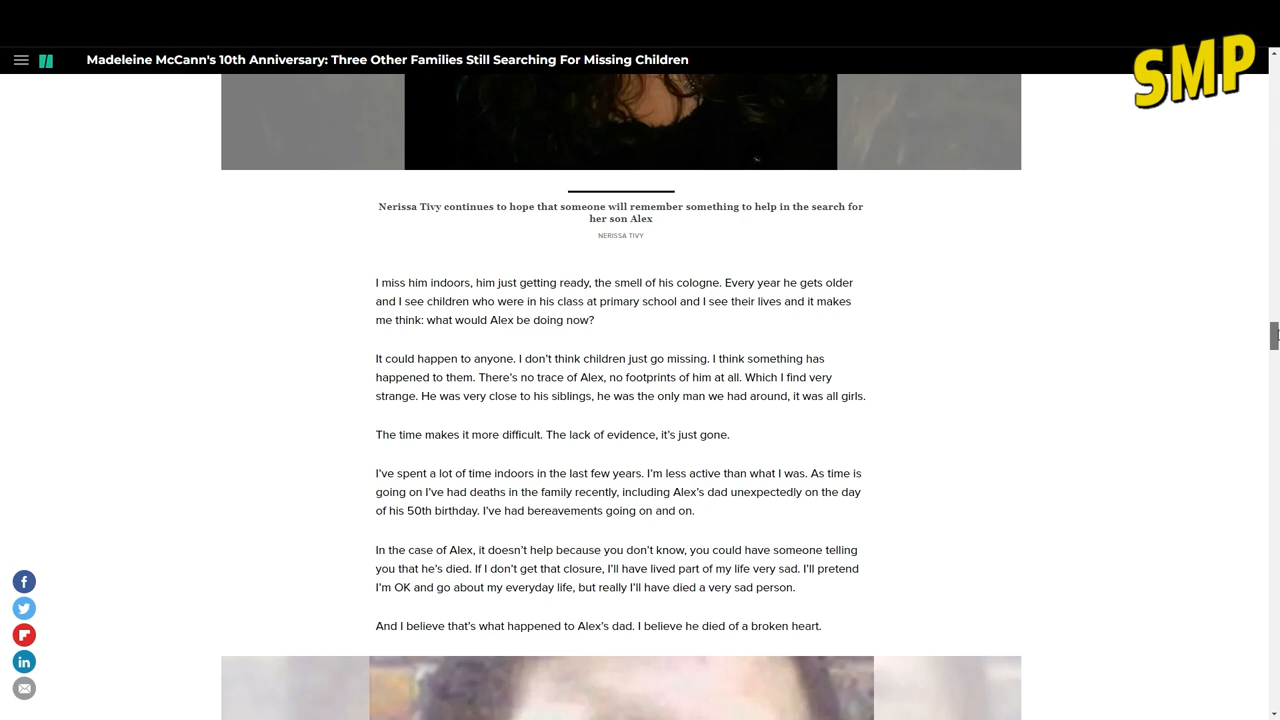 SMP
Madeleine McCann's 10th Anniversary: Three Other Families Still Searching For Missing Children
Nerissa Tivy continues to hope that someone will remember something to help in the search for
her son Alex
NERISSA TIVY
I miss him indoors, him just getting ready, the smell of his cologne. Every year he gets older
and I see children who were in his class at primary school and I see their lives and it makes
me think: what would Alex be doing now?
It could happen to anyone. I don’t think children just go missing. I think something has
happened to them. There’s no trace of Alex, no footprints of him at all. Which I find very
strange. He was very close to his siblings, he was the only man we had around, it was all girls.
The time makes it more difficult. The lack of evidence, it’s just gone.
I’ve spent a lot of time indoors in the last few years. I’m less active than what I was. As time is
going on I’ve had deaths in the family recently, including Alex’s dad unexpectedly on the day
of his 50th birthday. I’ve had bereavements going on and on.
In the case of Alex, it doesn’t help because you don’t know, you could have someone telling
you that he’s died. If I don’t get that closure, I’ll have lived part of my life very sad. I’ll pretend
I’m OK and go about my everyday life, but really I’ll have died a very sad person.
And I believe that’s what happened to Alex’s dad. I believe he died of a broken heart.